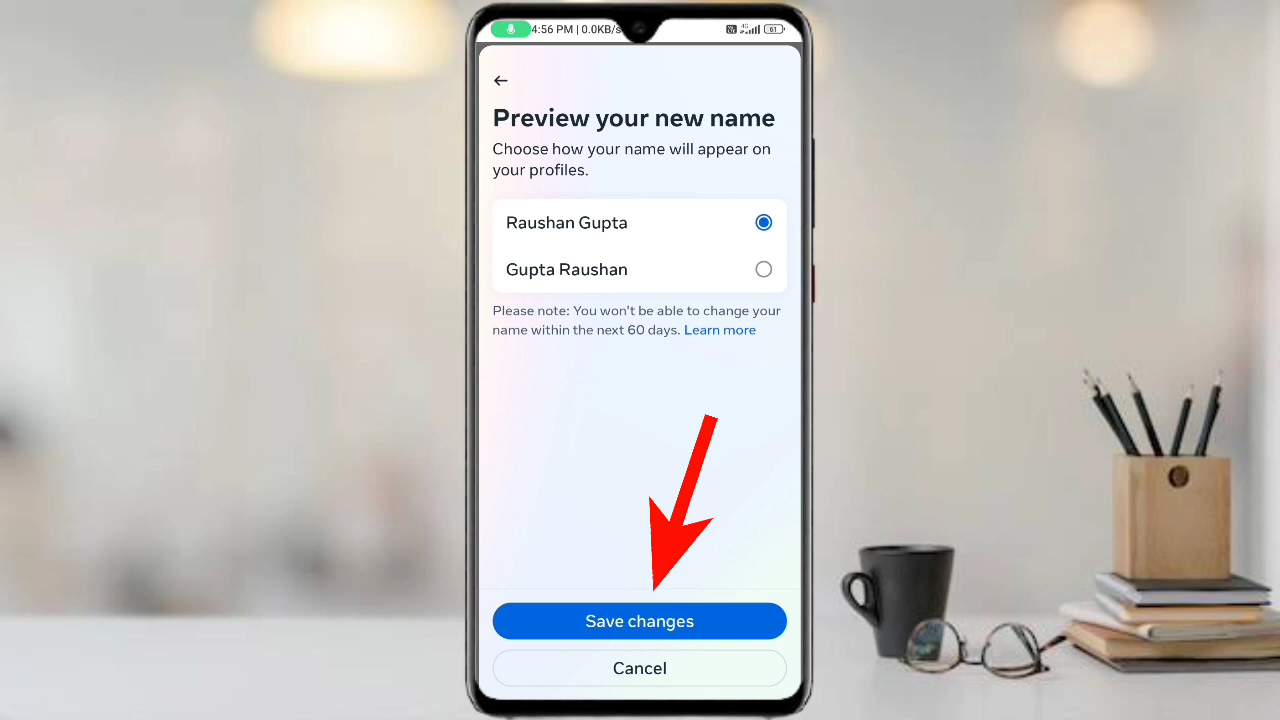 4:56 PM | 0.0KB/s 4G 61
Preview your new name
Choose how your name will appear on
your profiles.
Raushan Gupta
Gupta Raushan
Please note: You won't be able to change your
name within the next 60 days. Learn more
Save changes
Cancel